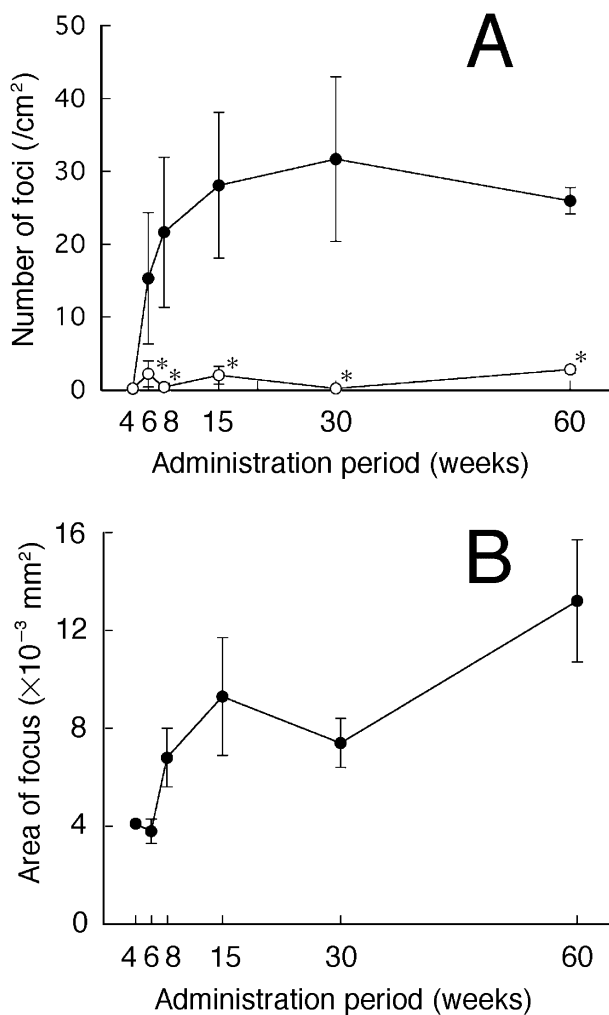 A
50
40
30
20
10
0
Number of foci (/cm²)
* * * * *
4 6 8 15 30 60
Administration period (weeks)
B
16
12
8
4
0
Area of focus (×10⁻³ mm²)
4 6 8 15 30 60
Administration period (weeks)